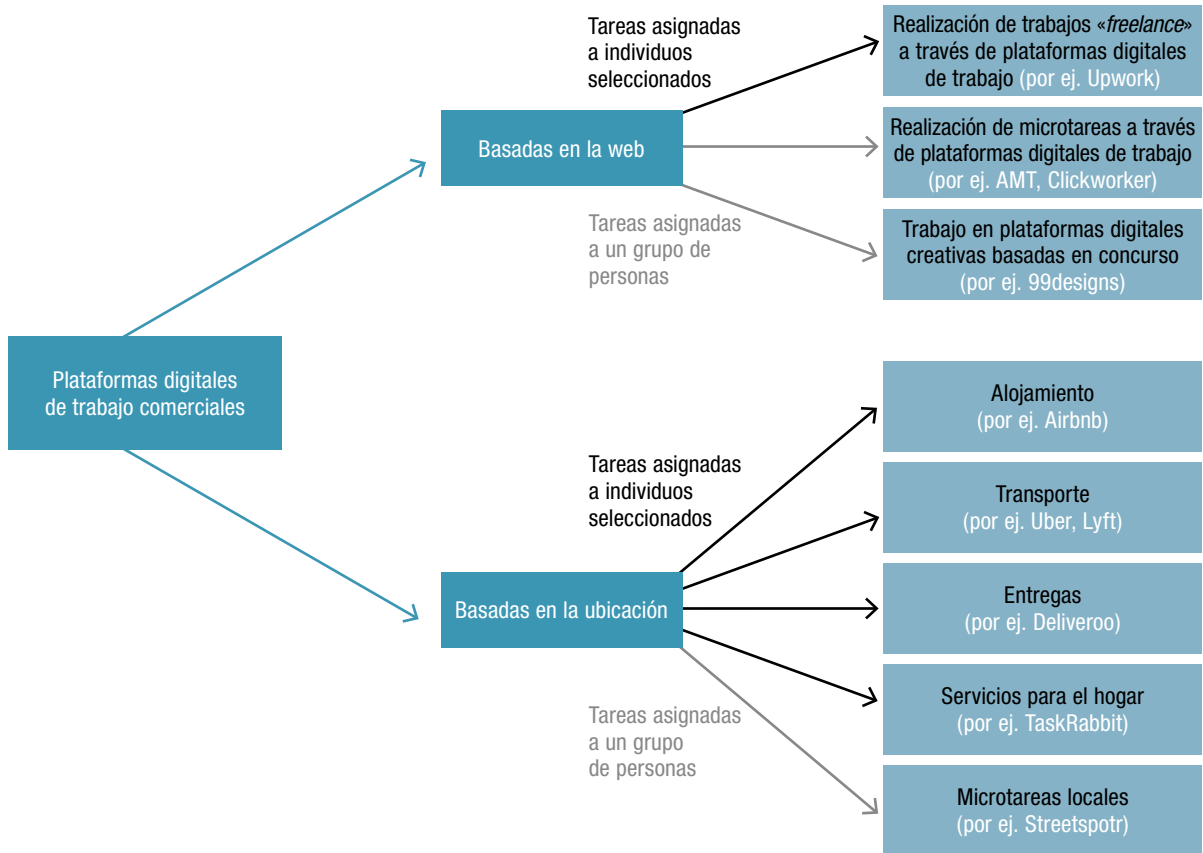 Tareas asignadas
a individuos
seleccionados
Realización de trabajos «freelance»
a través de plataformas digitales
de trabajo (por ej. Upwork)
Basadas en la web
Realización de microtareas a través
de plataformas digitales de trabajo
(por ej. AMT, Clickworker)
Tareas asignadas
a un grupo de
personas
Trabajo en plataformas digitales
creativas basadas en concurso
(por ej. 99designs)
Plataformas digitales
de trabajo comerciales
Alojamiento
(por ej. Airbnb)
Tareas asignadas
a individuos
seleccionados
Transporte
(por ej. Uber, Lyft)
Basadas en la ubicación
Entregas
(por ej. Deliveroo)
Servicios para el hogar
(por ej. TaskRabbit)
Tareas asignadas
a un grupo
de personas
Microtareas locales
(por ej. Streetspotr)